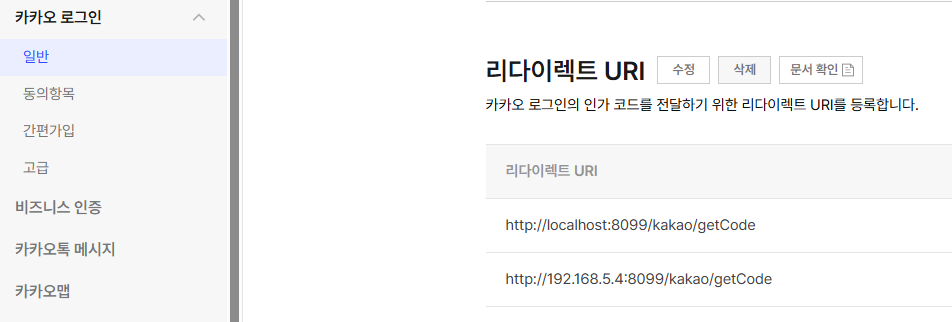 카카오 로그인
일반
동의항목
간편가입
고급
비즈니스 인증
카카오톡 메시지
카카오맵
리다이렉트 URI 수정 삭제 문서 확인
카카오 로그인의 인가 코드를 전달하기 위한 리다이렉트 URI를 등록합니다.
리다이렉트 URI
http://localhost:8099/kakao/getCode
http://192.168.5.4:8099/kakao/getCode